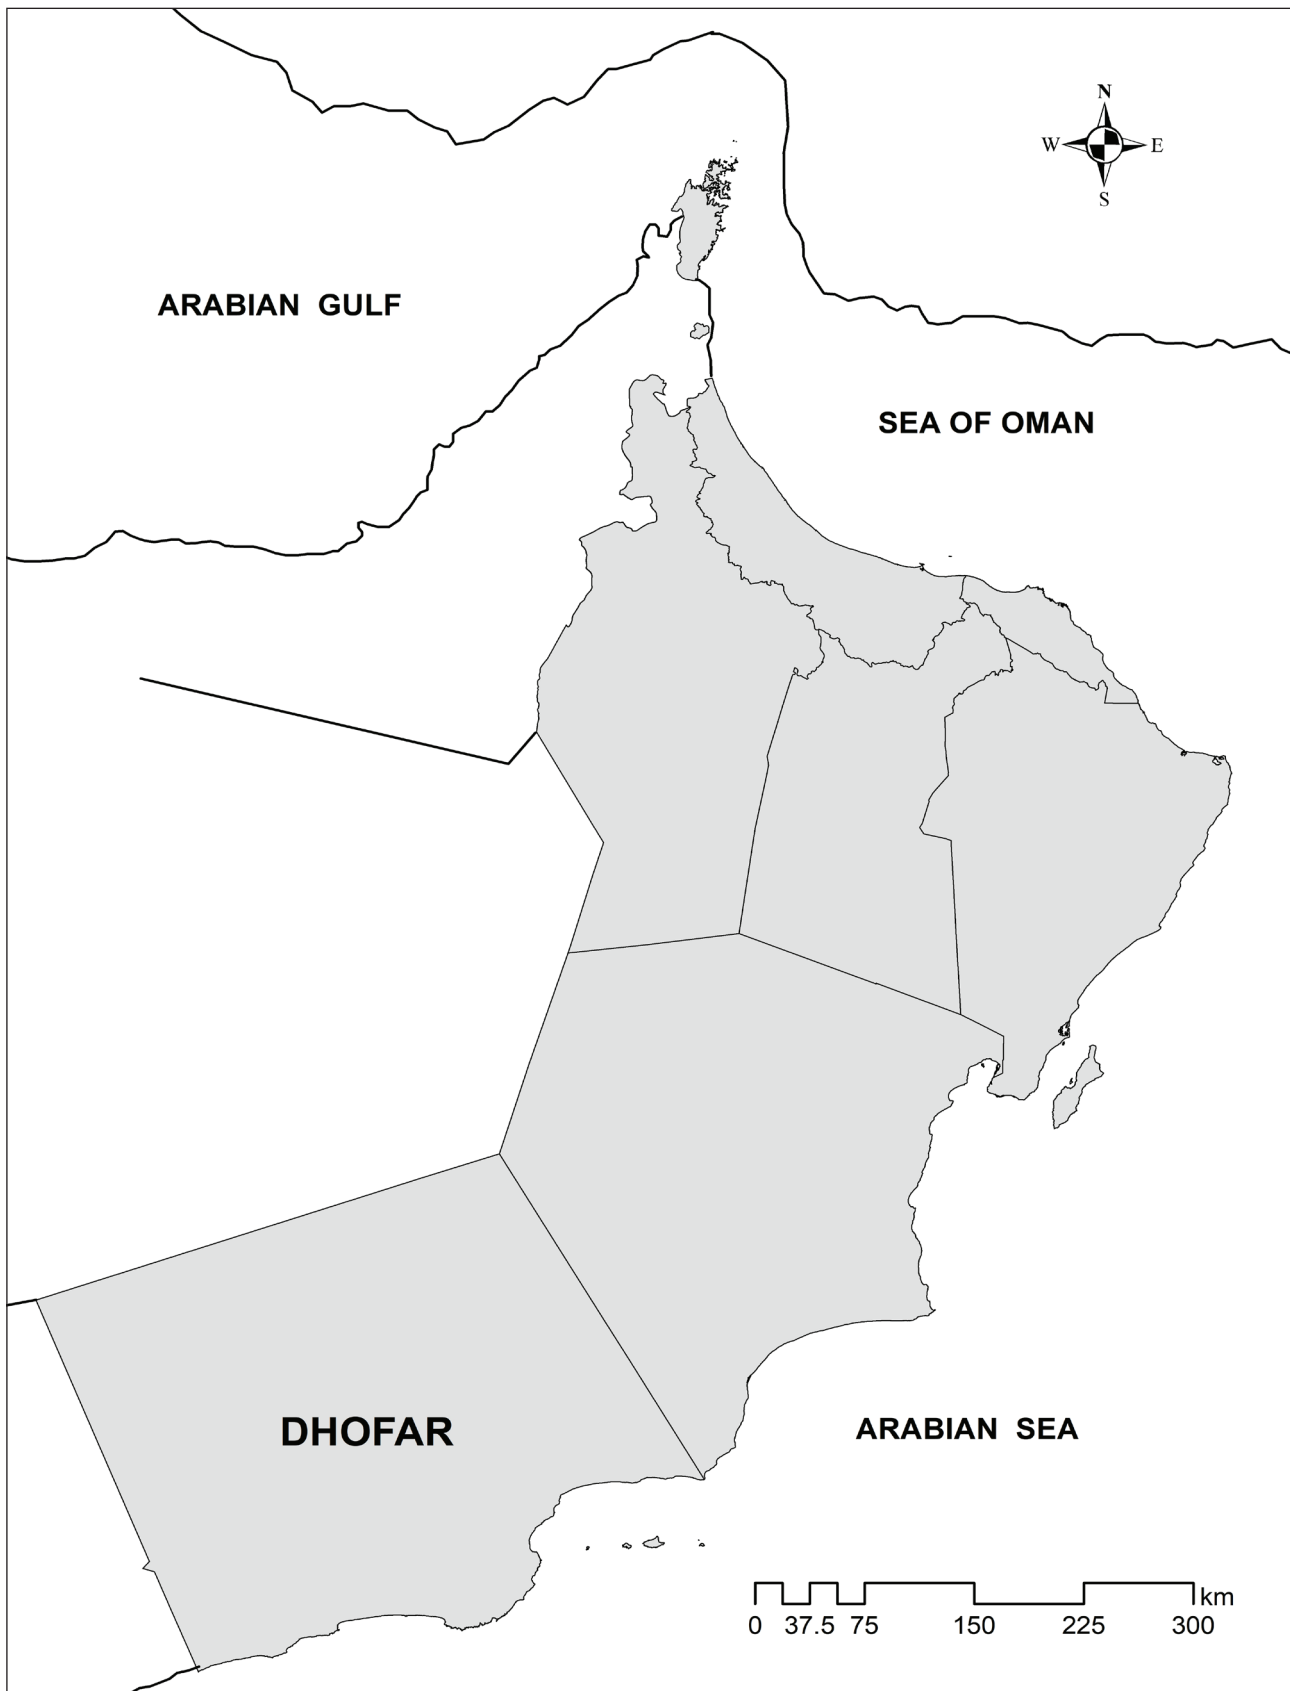 N
W E
S
ARABIAN GULF
SEA OF OMAN
DHOFAR
ARABIAN SEA
km
0 37.5 75 150 225 300